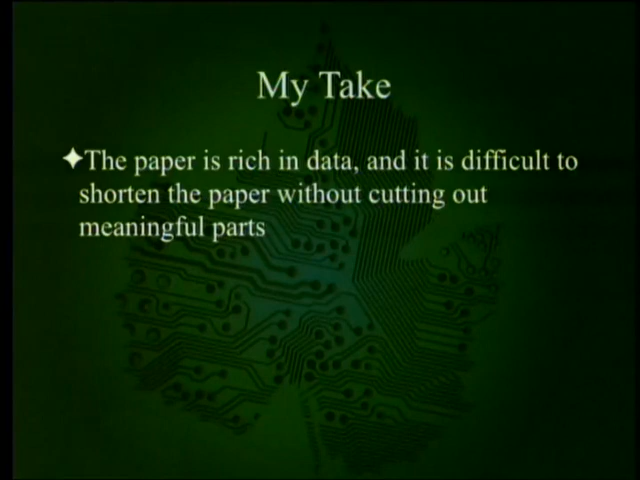 My Take
The paper is rich in data, and it is difficult to
shorten the paper without cutting out
meaningful parts